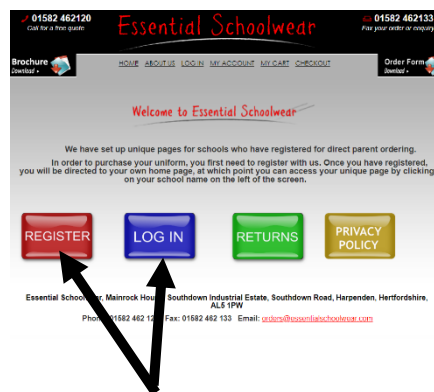 01582 462120
Call for a free quote
Essential Schoolwear
01582 462133
Fax your order or enquiry
Brochure
Download
HOME ABOUT US LOG IN MY ACCOUNT MY CART CHECKOUT
Order Form
Download
Welcome to Essential Schoolwear
We have set up unique pages for schools who have registered for direct parent ordering.
In order to purchase your uniform, you first need to register with us. Once you have registered,
you will be directed to your own home page, at which point you can access your unique page by clicking
on your school name on the left of the screen.
REGISTER
LOG IN
RETURNS
PRIVACY
POLICY
Essential Mainrock Southdown Industrial Estate, Southdown Road, Harpenden, Hertfordshire,
AL5 1PW
01582 462 Fax: 01582 462 133 Email: orders@essentialschoolwear.com